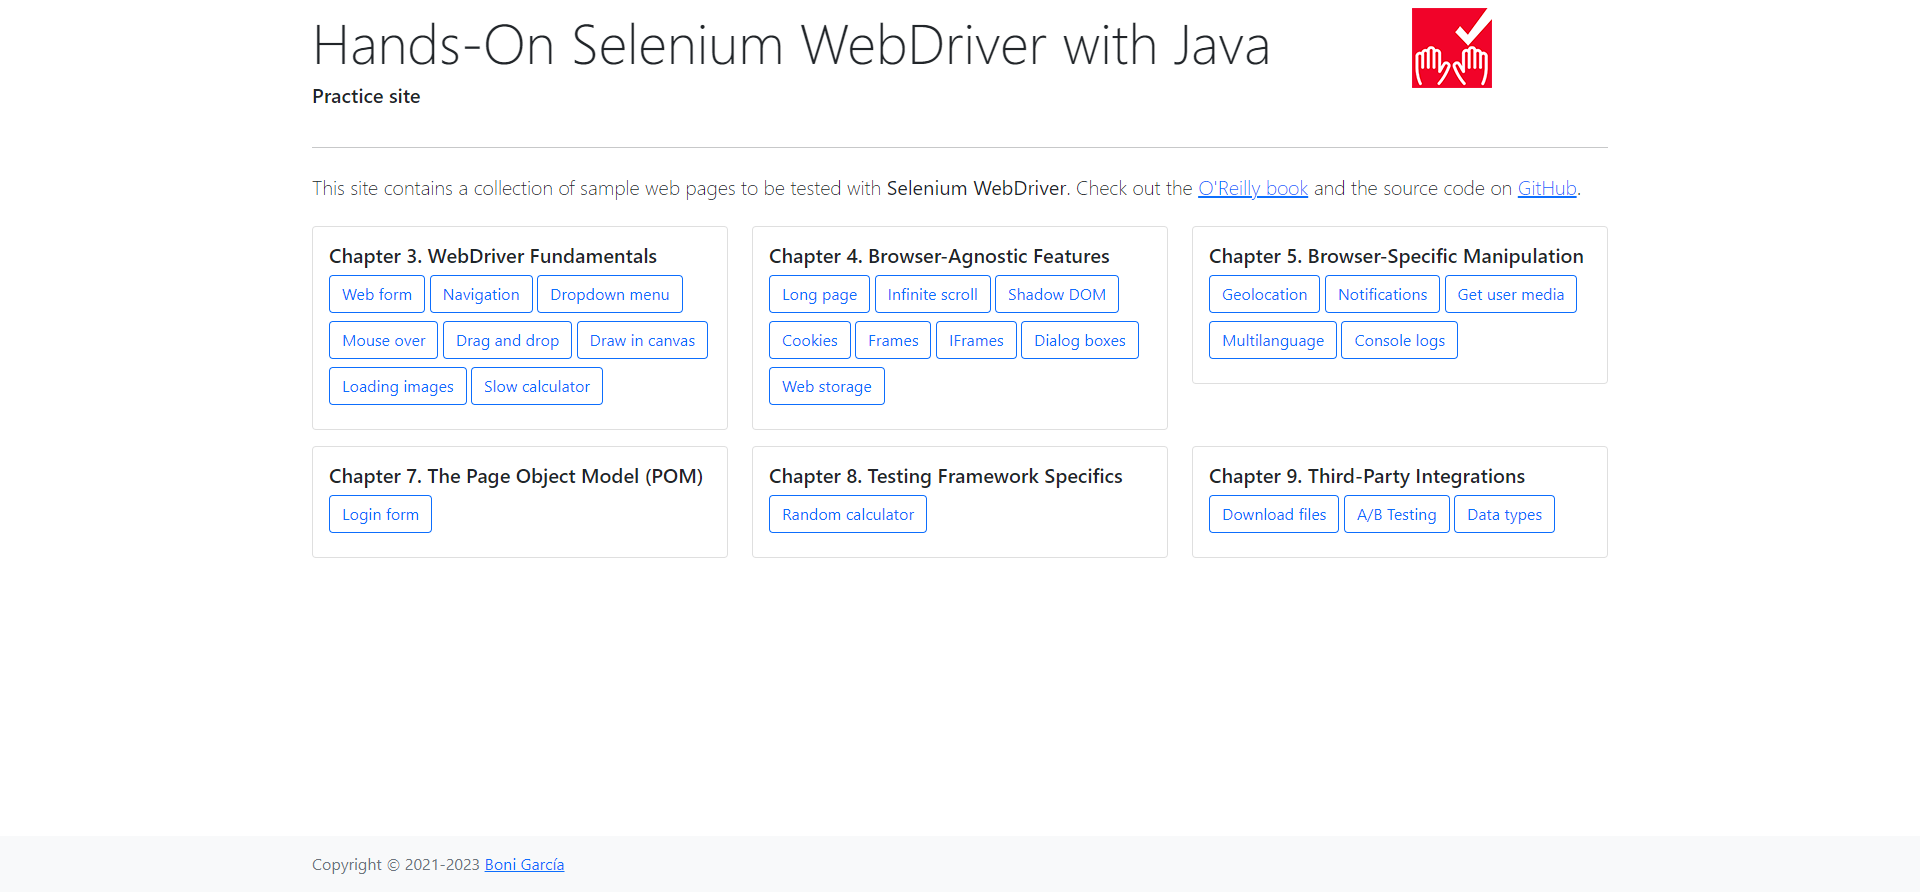 Hands-On Selenium WebDriver with Java
Practice site
This site contains a collection of sample web pages to be tested with Selenium WebDriver. Check out the O'Reilly book and the source code on GitHub.
Chapter 3. WebDriver Fundamentals
Web form Navigation Dropdown menu
Mouse over Drag and drop Draw in canvas
Loading images Slow calculator
Chapter 4. Browser-Agnostic Features
Long page Infinite scroll Shadow DOM
Cookies Frames IFrames Dialog boxes
Web storage
Chapter 5. Browser-Specific Manipulation
Geolocation Notifications Get user media
Multilanguage Console logs
Chapter 7. The Page Object Model (POM)
Login form
Chapter 8. Testing Framework Specifics
Random calculator
Chapter 9. Third-Party Integrations
Download files A/B Testing Data types
Copyright © 2021-2023 Boni García